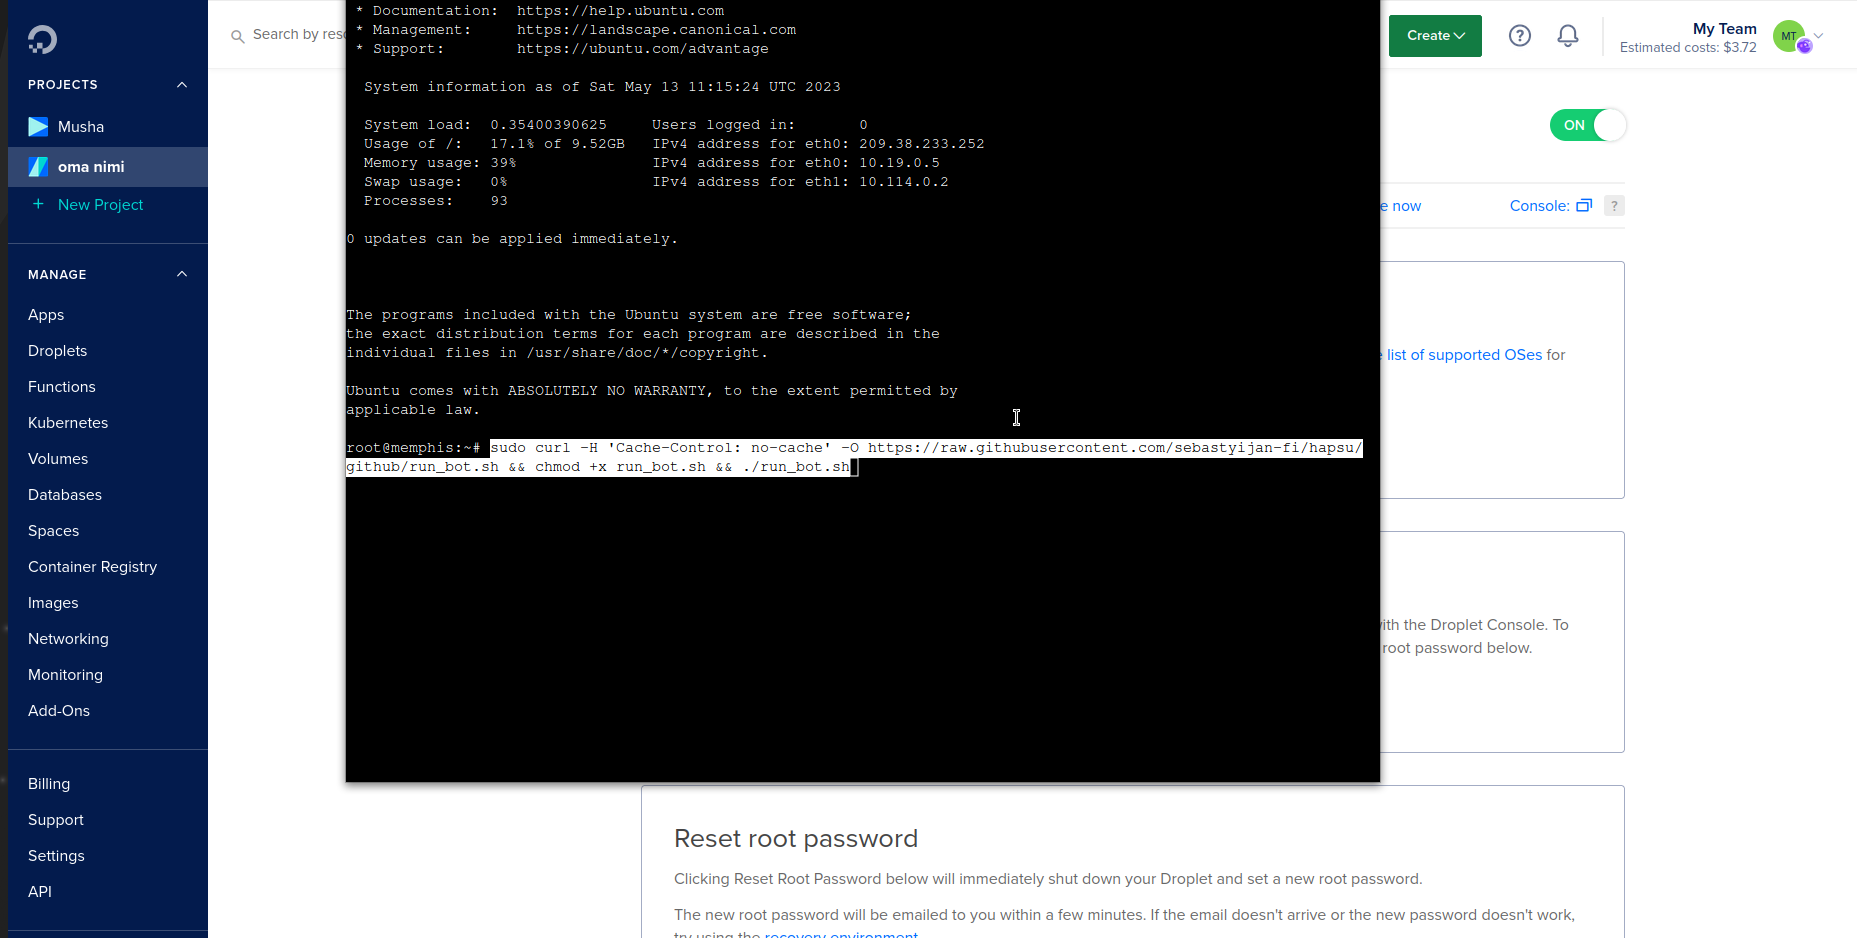 PROJECTS
Musha
oma nimi
+ New Project
MANAGE
Apps
Droplets
Functions
Kubernetes
Volumes
Databases
Spaces
Container Registry
Images
Networking
Monitoring
Add-Ons
Billing
Support
Settings
API
Search by reso
Create
?
My Team
Estimated costs: $3.72
MT
* Documentation:  https://help.ubuntu.com
* Management:     https://landscape.canonical.com
* Support:        https://ubuntu.com/advantage
System information as of Sat May 13 11:15:24 UTC 2023
System load:  0.35400390625     Users logged in:       0
Usage of /:   17.1% of 9.52GB   IPv4 address for eth0: 209.38.233.252
Memory usage: 39%               IPv4 address for eth0: 10.19.0.5
Swap usage:   0%                IPv4 address for eth1: 10.114.0.2
Processes:    93
0 updates can be applied immediately.
The programs included with the Ubuntu system are free software;
the exact distribution terms for each program are described in the
individual files in /usr/share/doc/*/copyright.
Ubuntu comes with ABSOLUTELY NO WARRANTY, to the extent permitted by
applicable law.
root@memphis:~# sudo curl -H 'Cache-Control: no-cache' -O https://raw.githubusercontent.com/sebastyijan-fi/hapsu/
github/run_bot.sh && chmod +x run_bot.sh && ./run_bot.sh
ON
e now
Console: ?
list of supported OSes for
with the Droplet Console. To
root password below.
Reset root password
Clicking Reset Root Password below will immediately shut down your Droplet and set a new root password.
The new root password will be emailed to you within a few minutes. If the email doesn't arrive or the new password doesn't work,
try using the recovery environment.